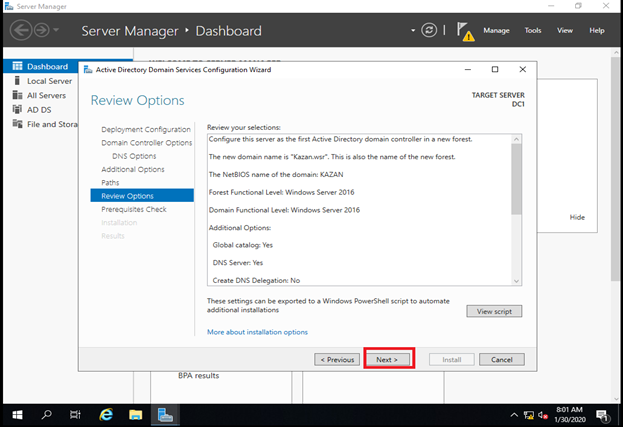 Server Manager
Server Manager • Dashboard
Manage Tools View Help
Dashboard
Local Server
All Servers
AD DS
File and Stora
Active Directory Domain Services Configuration Wizard
Review Options
TARGET SERVER
DC1
Deployment Configuration
Domain Controller Options
DNS Options
Additional Options
Paths
Review Options
Prerequisites Check
Installation
Results
Review your selections:
Configure this server as the first Active Directory domain controller in a new forest.
The new domain name is "Kazan.wsr". This is also the name of the new forest.
The NetBIOS name of the domain: KAZAN
Forest Functional Level: Windows Server 2016
Domain Functional Level: Windows Server 2016
Additional Options:
Global catalog: Yes
DNS Server: Yes
Create DNS Delegation: No
These settings can be exported to a Windows PowerShell script to automate
additional installations
View script
More about installation options
< Previous Next > Install Cancel
Hide
BPA results
8:01 AM
1/30/2020
1